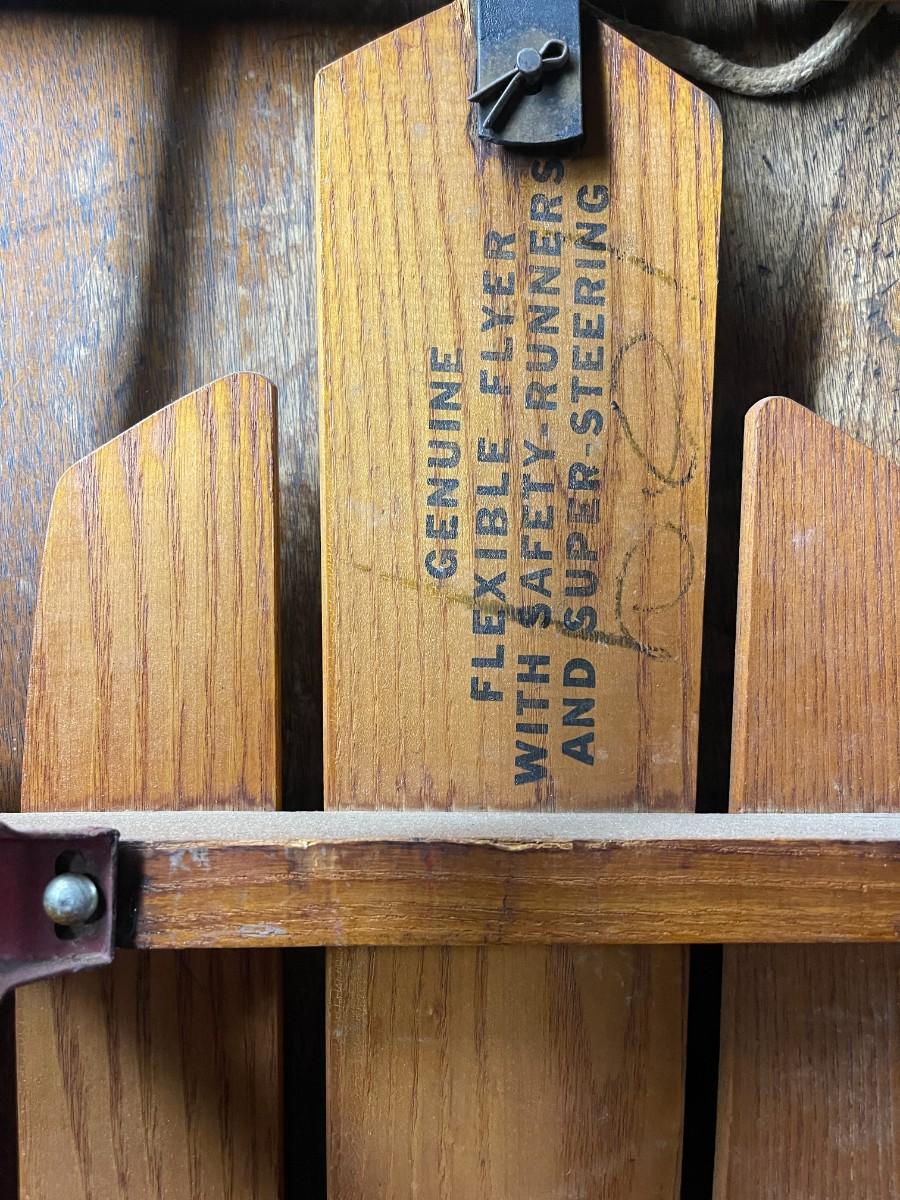 GENUINE
FLEXIBLE FLYER
WITH SAFETY-RUNNERS
AND SUPER-STEERING